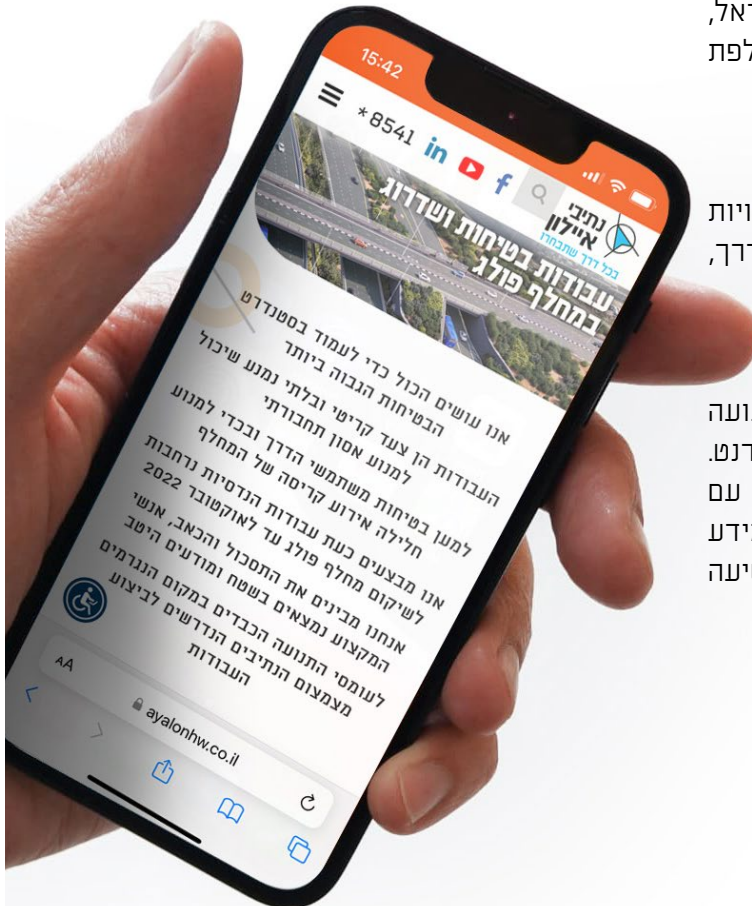 ראל,
לפת
ויות
דרך,
נועה
דנט.
עם
ידע
יעה
15:42
*8541
in
f
נתיבי
איילון
בכל דרך שתבחרו
עבודות בטיחות ושדרוג
במחלף פולג
אנו עושים הכול כדי לעמוד בסטנדרט
הבטיחות הגבוה ביותר
העבודות הן צעד קריטי ובלתי נמנע שיכול
למנוע אסון תחבורתי
למען בטיחות משתמשי הדרך ובכדי למנוע
חלילה אירוע קריסה של המחלף
אנו מבצעים כעת עבודות הנדסיות נרחבות
לשיקום מחלף פולג עד לאוקטובר 2022
אנחנו מבינים את התסכול והכאב, אנשי
המקצוע נמצאים בשטח ומודעים היטב
לעומסי התנועה הכבדים במקום הנגרמים
מצמצום הנתיבים הנדרשים לביצוע
העבודות
AA
ayalonhw.co.il